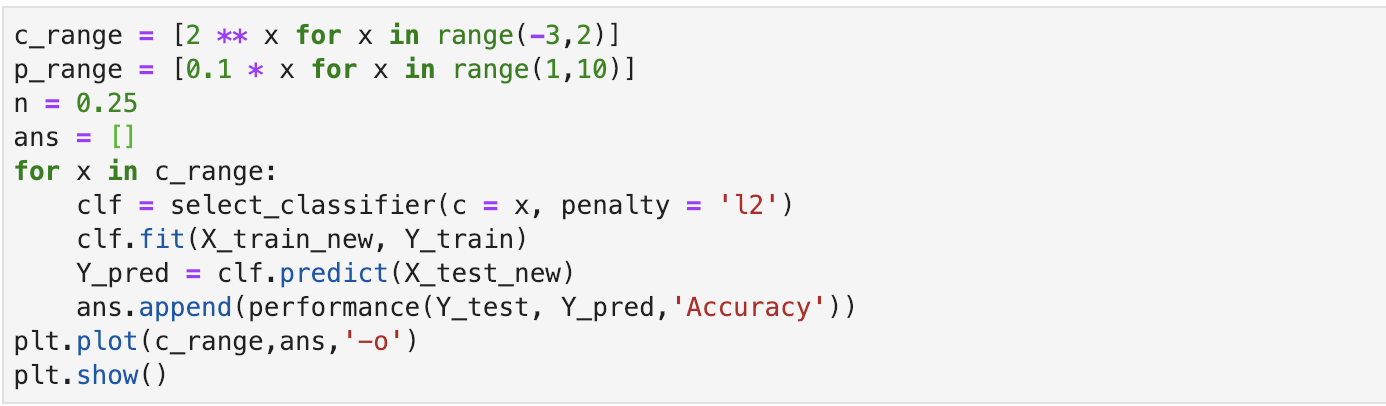 c_range = [2 ** x for x in range(-3,2)]
p_range = [0.1 * x for x in range(1,10)]
n = 0.25
ans = []
for x in c_range:
    clf = select_classifier(c = x, penalty = 'l2')
    clf.fit(X_train_new, Y_train)
    Y_pred = clf.predict(X_test_new)
    ans.append(performance(Y_test, Y_pred,'Accuracy'))
plt.plot(c_range,ans,'-o')
plt.show()